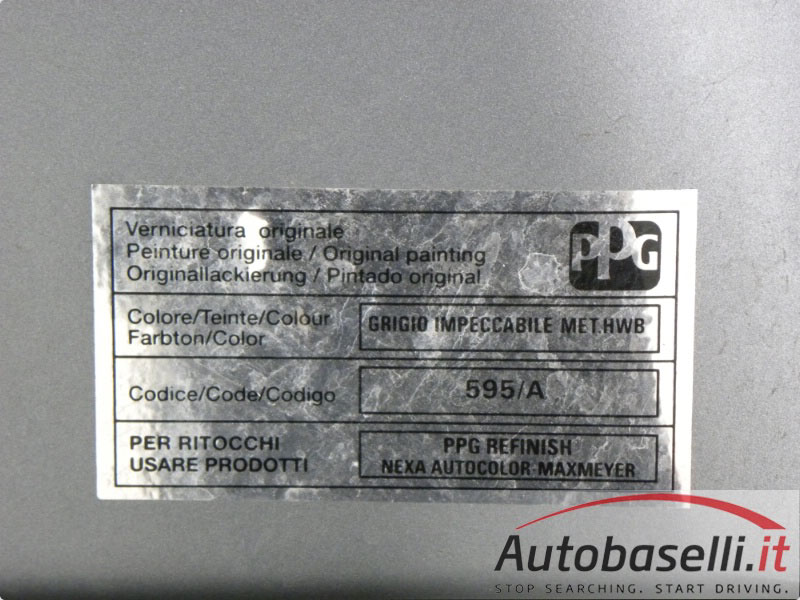 Verniciatura originale
Peinture originale / Original painting
Originallackierung / Pintado original
PPG
Colore/Teinte/Colour
Farbton/Color
GRIGIO IMPECCABILE MET.HWB
Codice/Code/Codigo
595/A
PER RITOCCHI
USARE PRODOTTI
PPG REFINISH
NEXA AUTOCOLOR-MAXMEYER
Autobaselli.it
STOP SEARCHING. START DRIVING.